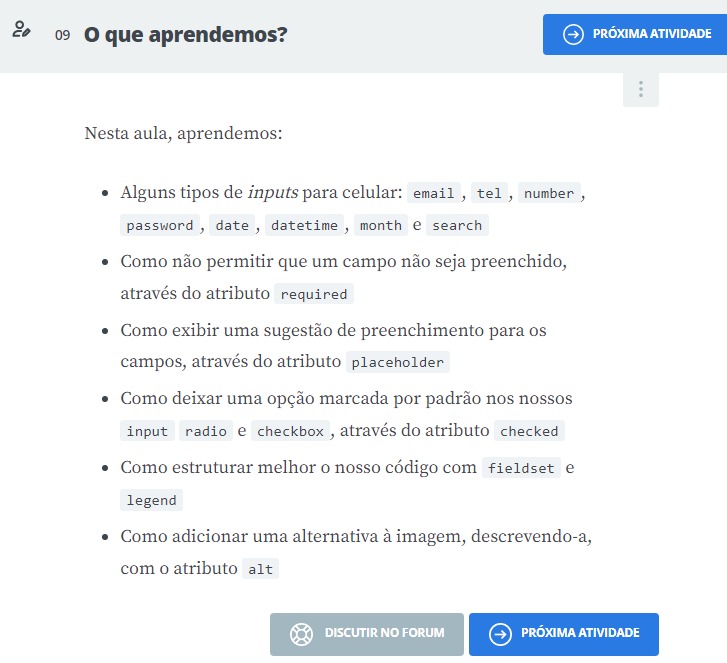 09 O que aprendemos?
PRÓXIMA ATIVIDADE
Nesta aula, aprendemos:
Alguns tipos de inputs para celular: email, tel, number,
password, date, datetime, month e search
Como não permitir que um campo não seja preenchido,
através do atributo required
Como exibir uma sugestão de preenchimento para os
campos, através do atributo placeholder
Como deixar uma opção marcada por padrão nos nossos
input radio e checkbox, através do atributo checked
Como estruturar melhor o nosso código com fieldset e
legend
Como adicionar uma alternativa à imagem, descrevendo-a,
com o atributo alt
DISCUTIR NO FORUM
PRÓXIMA ATIVIDADE